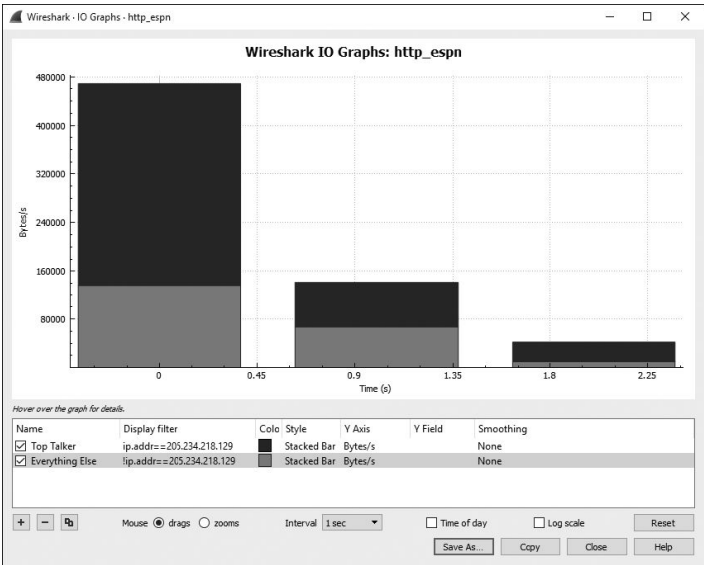 Wireshark · IO Graphs · http_espn
Wireshark IO Graphs: http_espn
480000
400000
320000
240000
160000
80000
Bytes/s
0 0.45 0.9 1.35 1.8 2.25
Time (s)
Hover over the graph for details.
Name Display filter Colo Style Y Axis Y Field Smoothing
Top Talker ip.addr==205.234.218.129 Stacked Bar Bytes/s None
Everything Else !ip.addr==205.234.218.129 Stacked Bar Bytes/s None
+ − Mouse drags zooms Interval 1 sec Time of day Log scale Reset
Save As... Copy Close Help